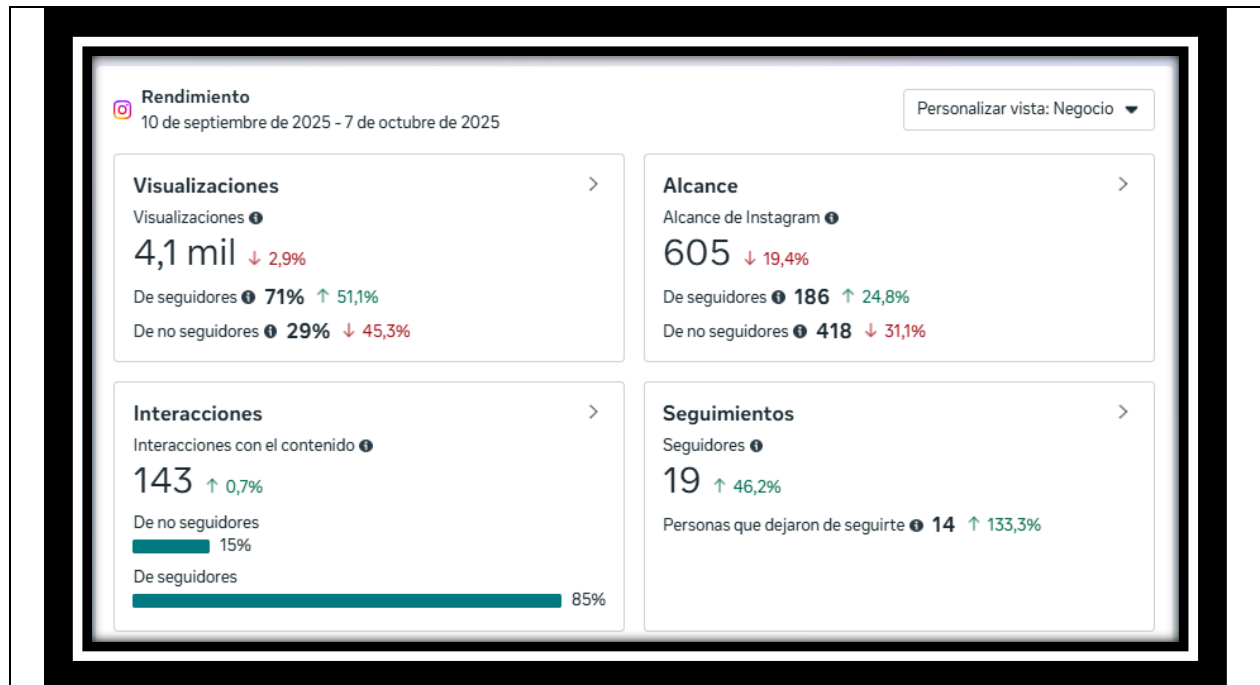 Rendimiento
10 de septiembre de 2025 - 7 de octubre de 2025
Personalizar vista: Negocio
Visualizaciones
Visualizaciones
4,1 mil ↓ 2,9%
De seguidores 71% ↑ 51,1%
De no seguidores 29% ↓ 45,3%
Alcance
Alcance de Instagram
605 ↓ 19,4%
De seguidores 186 ↑ 24,8%
De no seguidores 418 ↓ 31,1%
Interacciones
Interacciones con el contenido
143 ↑ 0,7%
De no seguidores
15%
De seguidores
85%
Seguimientos
Seguidores
19 ↑ 46,2%
Personas que dejaron de seguirte 14 ↑ 133,3%